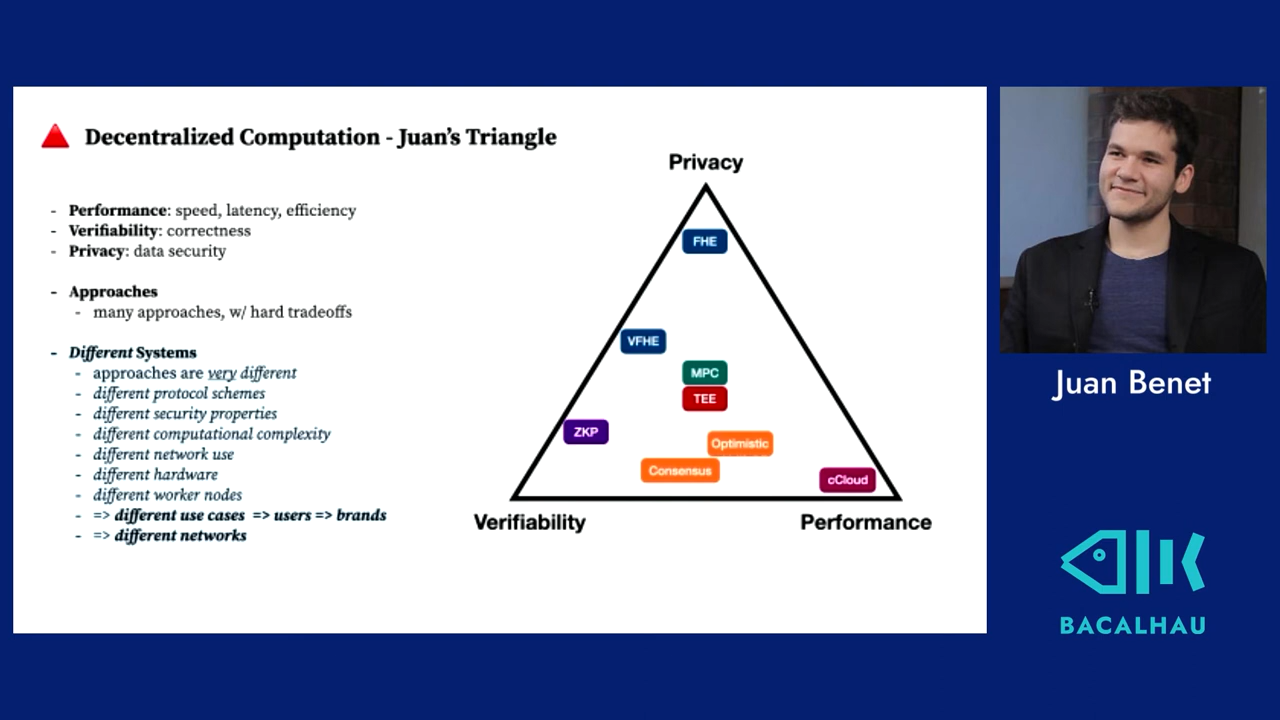 Decentralized Computation - Juan's Triangle
- Performance: speed, latency, efficiency
- Verifiability: correctness
- Privacy: data security
- Approaches
- many approaches, w/ hard tradeoffs
- Different Systems
- approaches are very different
- different protocol schemes
- different security properties
- different computational complexity
- different network use
- different hardware
- different worker nodes
- => different use cases => users => brands
- => different networks
Privacy
FHE
VFHE
MPC
TEE
ZKP
Optimistic
Consensus
cCloud
Verifiability
Performance
Juan Benet
BACALHAU